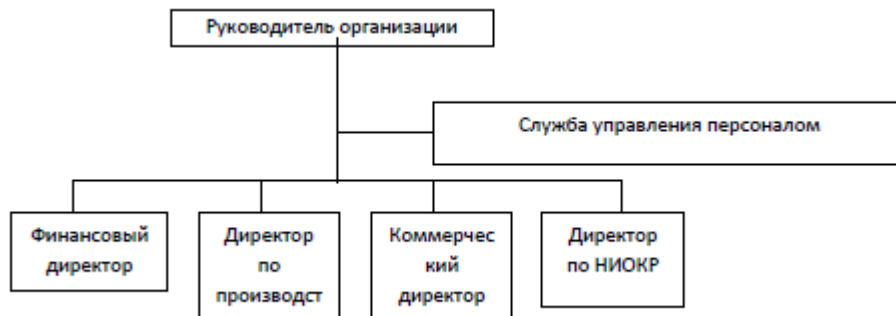 Руководитель организации
Служба управления персоналом
Финансовый
директор
Директор
по
производст
Коммерчес
кий
директор
Директор
по НИОКР